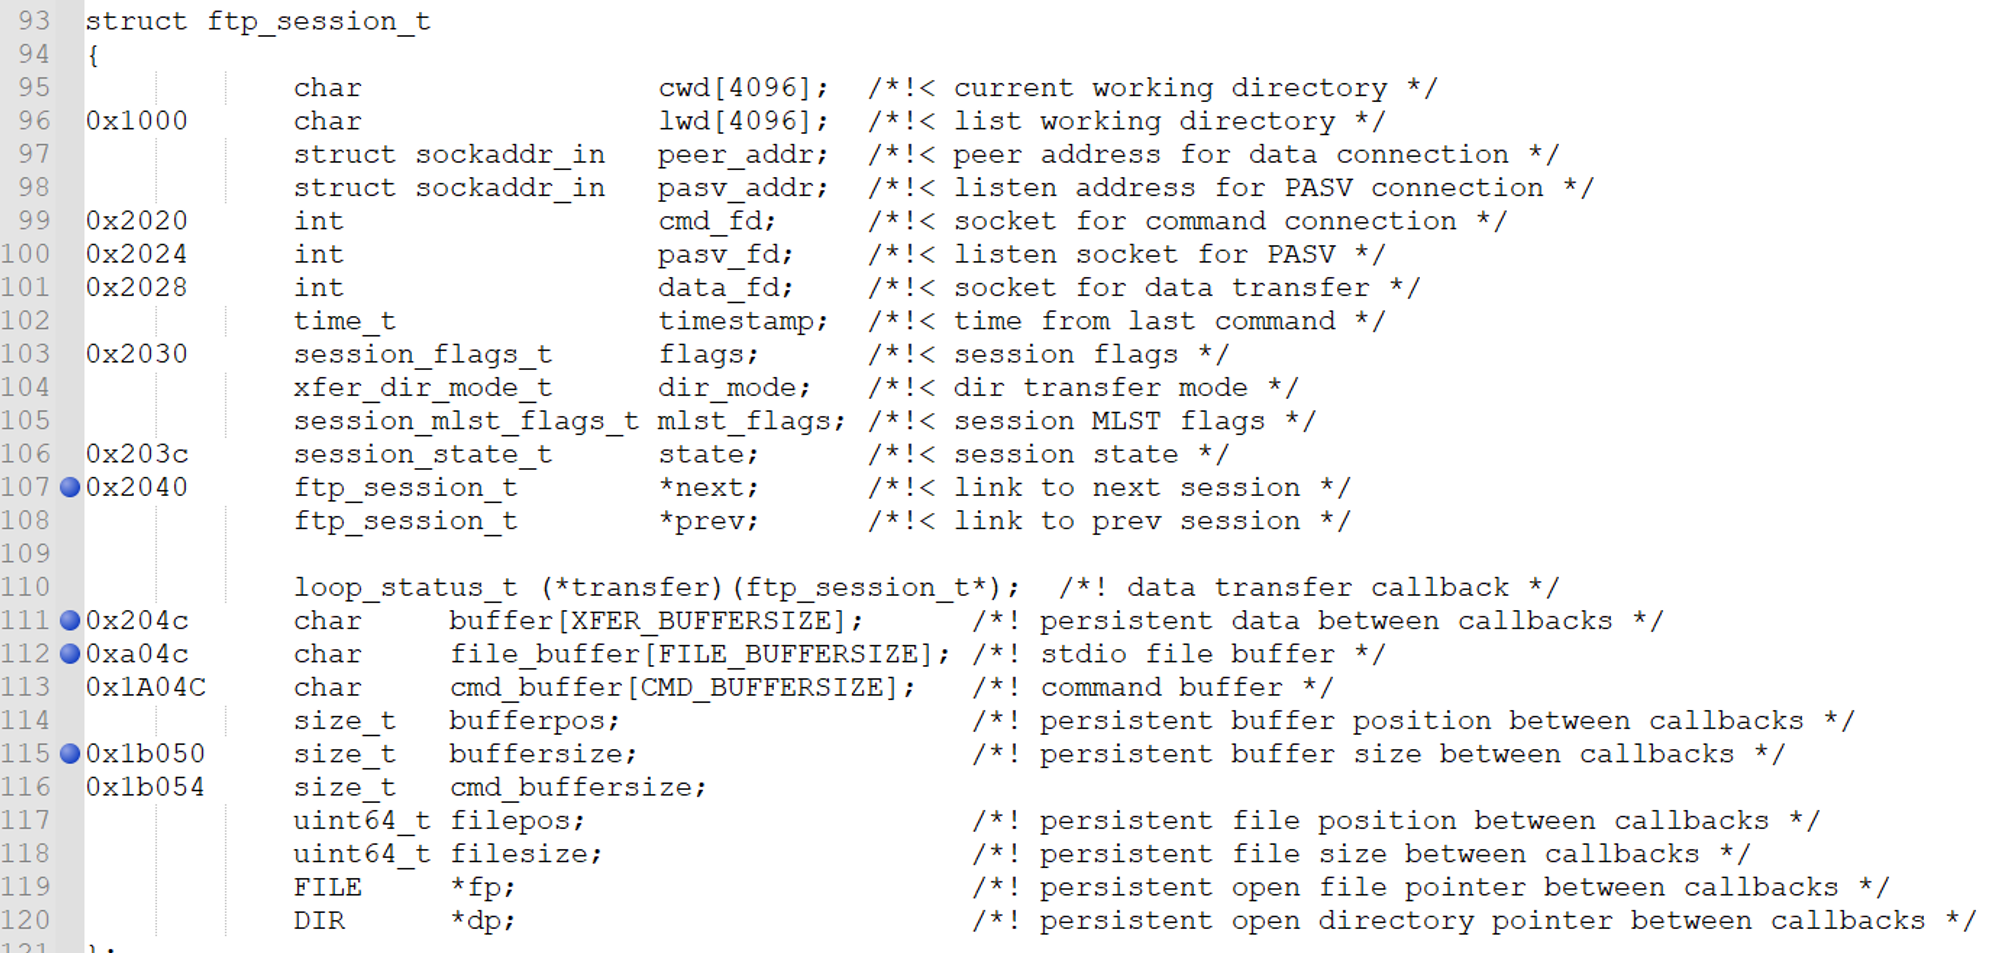 93 struct ftp_session_t
94 {
95 char cwd[4096]; /*!< current working directory */
96 0x1000 char lwd[4096]; /*!< list working directory */
97 struct sockaddr_in peer_addr; /*!< peer address for data connection */
98 struct sockaddr_in pasv_addr; /*!< listen address for PASV connection */
99 0x2020 int cmd_fd; /*!< socket for command connection */
100 0x2024 int pasv_fd; /*!< listen socket for PASV */
101 0x2028 int data_fd; /*!< socket for data transfer */
102 time_t timestamp; /*!< time from last command */
103 0x2030 session_flags_t flags; /*!< session flags */
104 xfer_dir_mode_t dir_mode; /*!< dir transfer mode */
105 session_mlst_flags_t mlst_flags; /*!< session MLST flags */
106 0x203c session_state_t state; /*!< session state */
107 0x2040 ftp_session_t *next; /*!< link to next session */
108 ftp_session_t *prev; /*!< link to prev session */
109
110 loop_status_t (*transfer)(ftp_session_t*); /*! data transfer callback */
111 0x204c char buffer[XFER_BUFFERSIZE]; /*! persistent data between callbacks */
112 0xa04c char file_buffer[FILE_BUFFERSIZE]; /*! stdio file buffer */
113 0x1A04C char cmd_buffer[CMD_BUFFERSIZE]; /*! command buffer */
114 size_t bufferpos; /*! persistent buffer position between callbacks */
115 0x1b050 size_t buffersize; /*! persistent buffer size between callbacks */
116 0x1b054 size_t cmd_buffersize;
117 uint64_t filepos; /*! persistent file position between callbacks */
118 uint64_t filesize; /*! persistent file size between callbacks */
119 FILE *fp; /*! persistent open file pointer between callbacks */
120 DIR *dp; /*! persistent open directory pointer between callbacks */
121 };